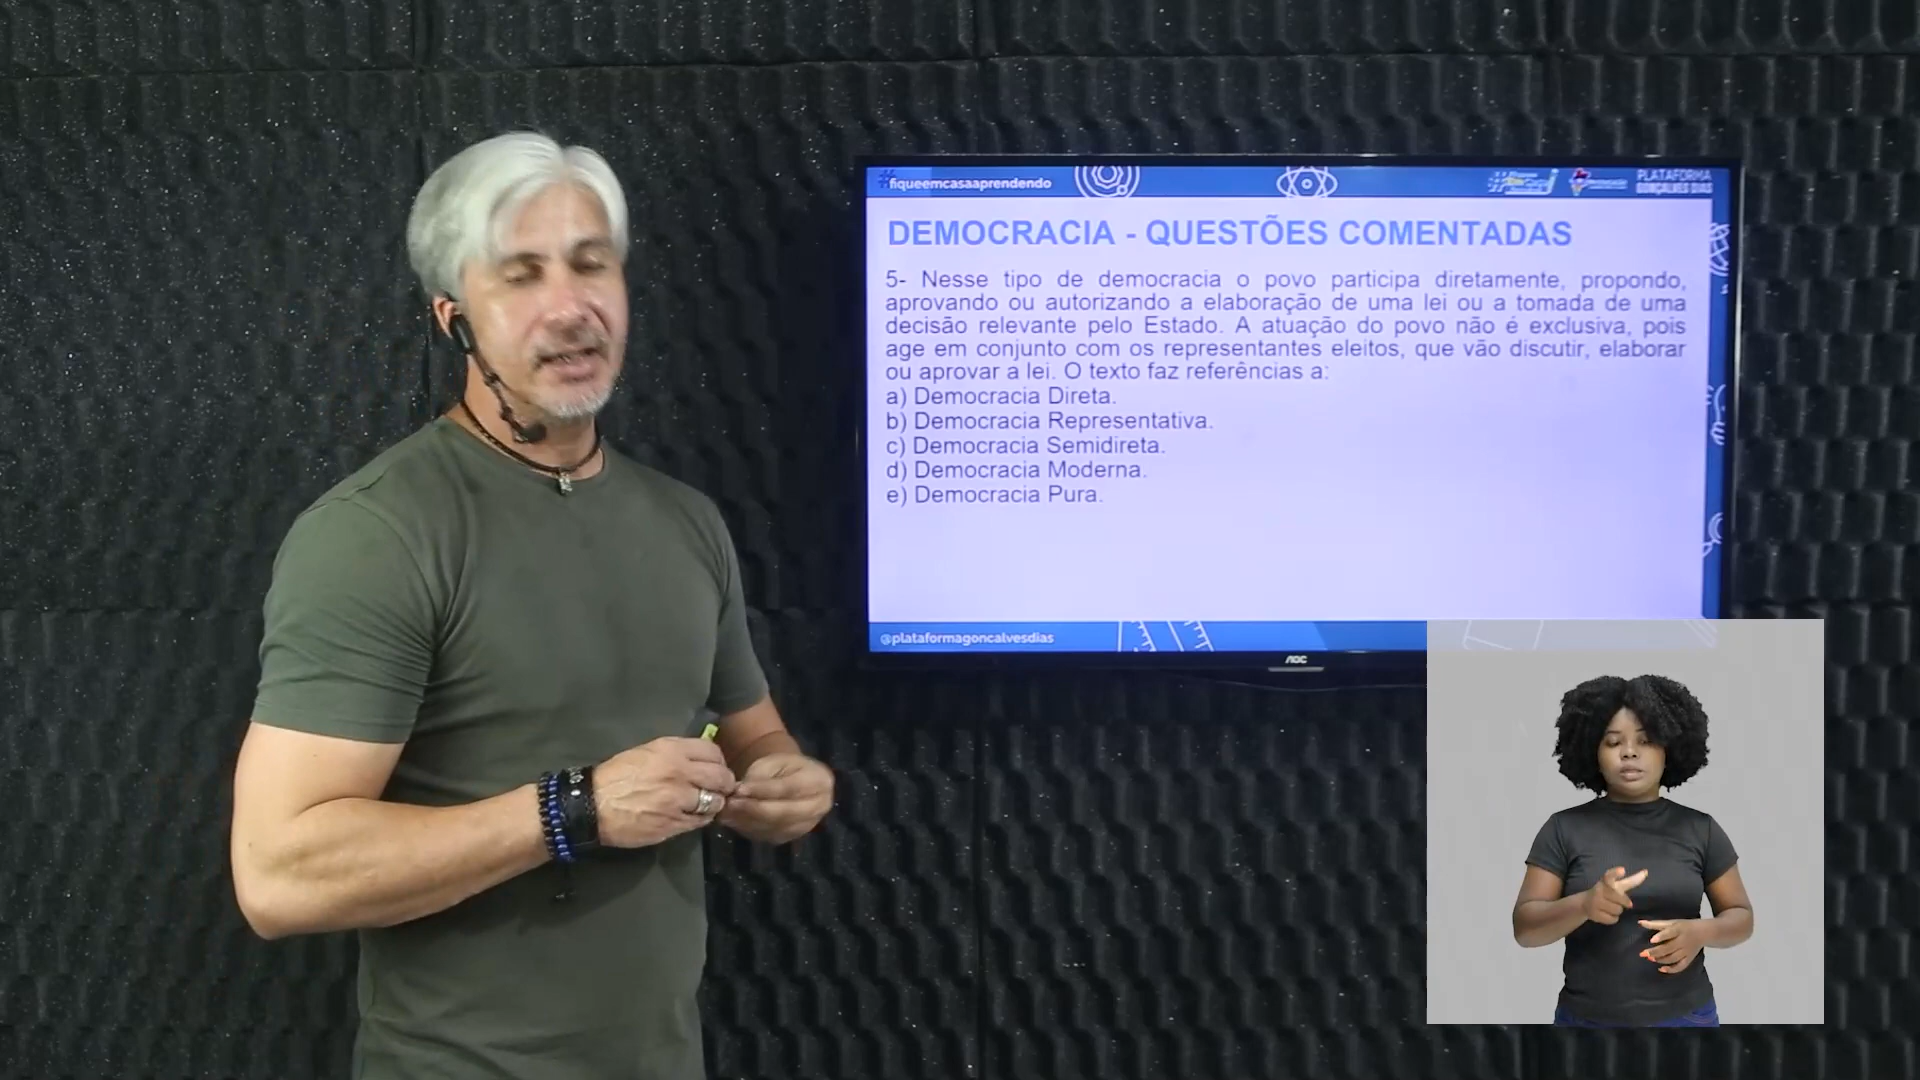 #fiqueemcasaaprendendo
PLATAFORMA
GONÇALVES DIAS
DEMOCRACIA - QUESTÕES COMENTADAS
5- Nesse tipo de democracia o povo participa diretamente, propondo,
aprovando ou autorizando a elaboração de uma lei ou a tomada de uma
decisão relevante pelo Estado. A atuação do povo não é exclusiva, pois
age em conjunto com os representantes eleitos, que vão discutir, elaborar
ou aprovar a lei. O texto faz referências a:
a) Democracia Direta.
b) Democracia Representativa.
c) Democracia Semidireta.
d) Democracia Moderna.
e) Democracia Pura.
@plataformagoncalvesdias
AOC